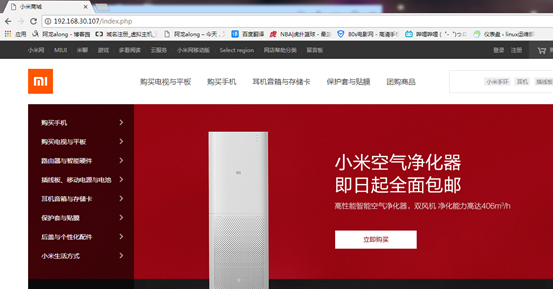 小米商城
192.168.30.107/index.php
应用 阿龙along - 博客园 域名注册_虚拟主机_ 阿龙along – 今天, 百度翻译 NBA|虎扑篮球 - 最 80s电影网 - 高清手 哔哩哔哩 ( ゜- ゜)つロ 仪表盘 - linux运维
小米网 MIUI 米聊 游戏 多看阅读 云服务 小米网移动版 Select region 网店帮助分类 留言板 登录 注册
MI 购买电视与平板 购买手机 耳机音箱与存储卡 保护套与贴膜 团购商品 小米手环 耳机 插线板
购买手机
购买电视与平板
路由器与智能硬件
插线板、移动电源与电池
耳机音箱与存储卡
保护套与贴膜
后盖与个性化配件
小米生活方式
小米空气净化器
即日起全面包邮
高性能智能空气净化器，双风机 净化能力高达406m³/h
立即购买